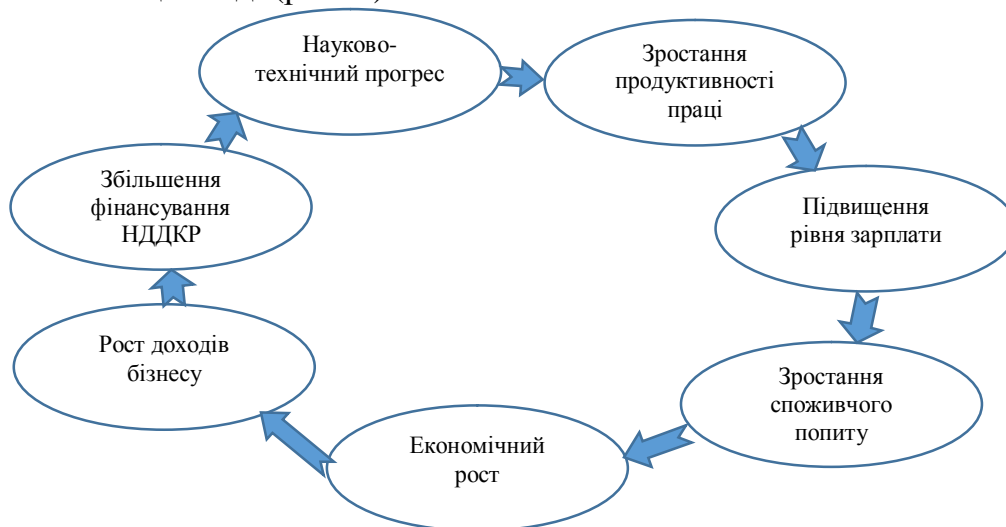 Науково-
технічний прогрес
Зростання
продуктивності
праці
Підвищення
рівня зарплати
Зростання
споживчого
попиту
Економічний
рост
Рост доходів
бізнесу
Збільшення
фінансування
НДДКР